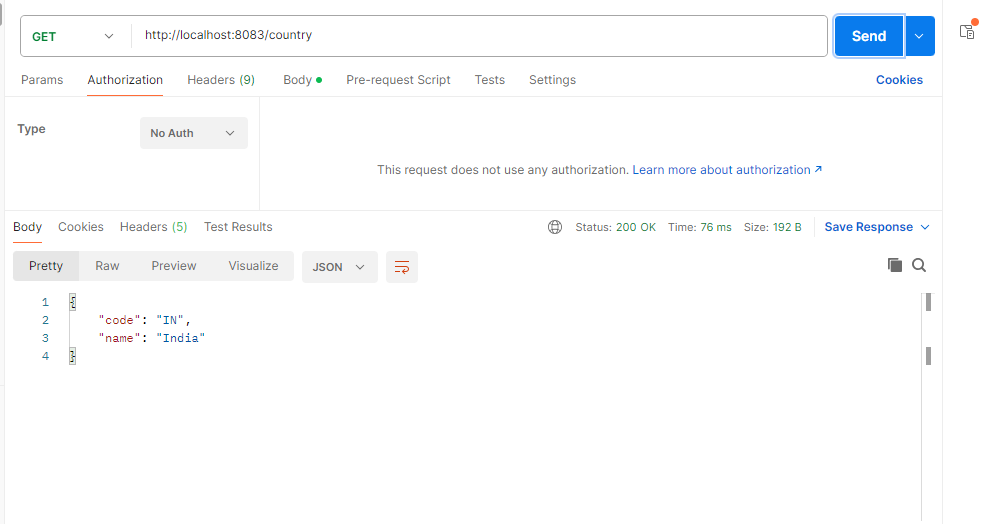 GET http://localhost:8083/country Send
Params Authorization Headers (9) Body Pre-request Script Tests Settings Cookies
Type No Auth
This request does not use any authorization. Learn more about authorization ↗
Body Cookies Headers (5) Test Results Status: 200 OK Time: 76 ms Size: 192 B Save Response
Pretty Raw Preview Visualize JSON
1 {
2 "code": "IN",
3 "name": "India"
4 }